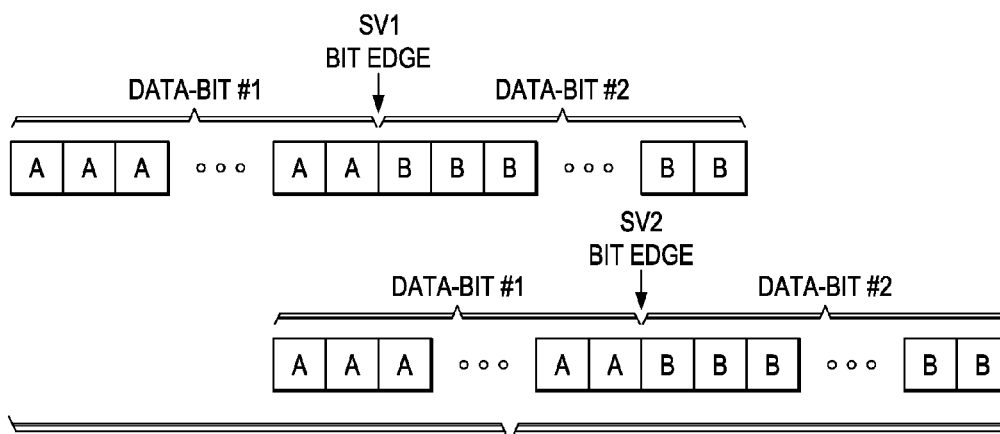 SV1
BIT EDGE
DATA-BIT #1 DATA-BIT #2
A A A A A B B B B B
SV2
BIT EDGE
DATA-BIT #1 DATA-BIT #2
A A A A A B B B B B